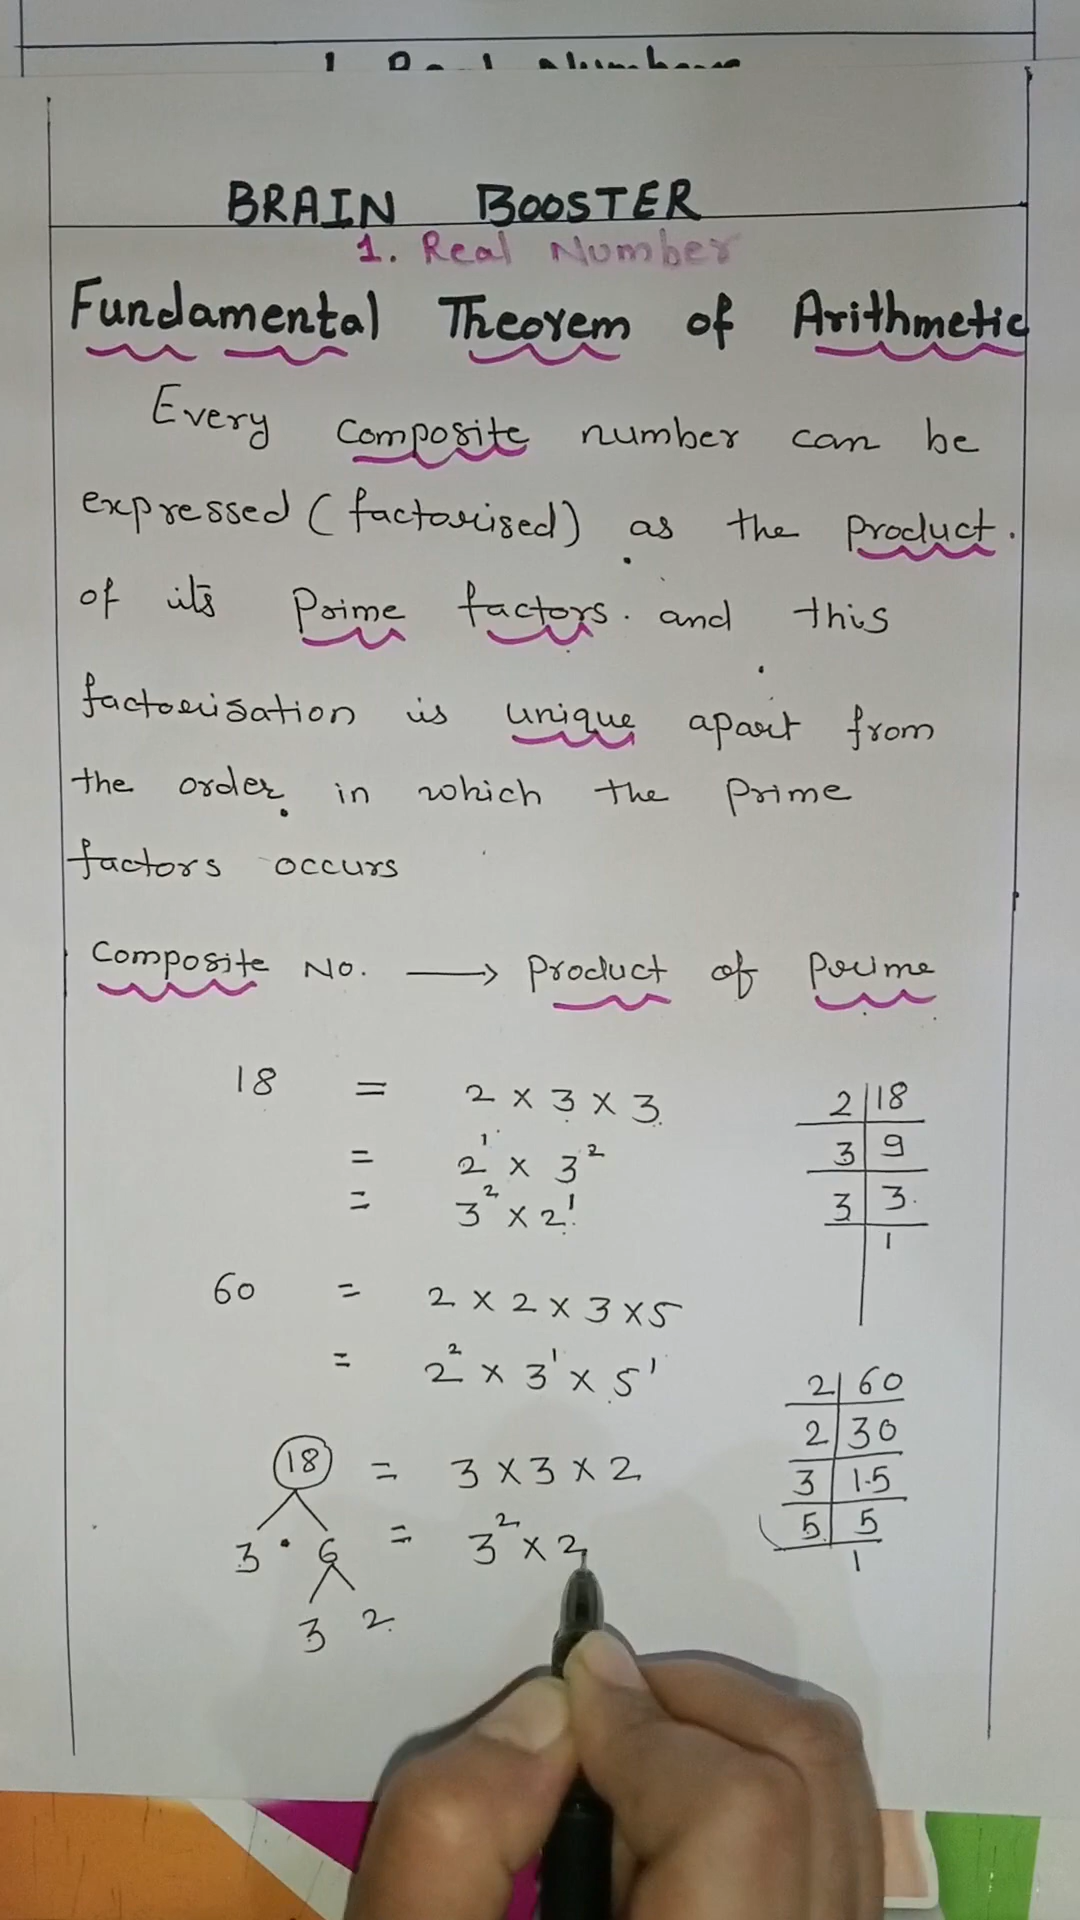 1. Real Numbers
BRAIN BOOSTER
1. Real Number
Fundamental Theorem of Arithmetic
Every composite number can be
expressed (factorised) as the product.
of its Prime factors. and this
factorisation is unique apart from
the order in which the prime
factors occurs
Composite No. → Product of Prime
18 = 2 × 3 × 3
= 2¹ × 3²
= 3² × 2¹
2 | 18
3 | 9
3 | 3
1
60 = 2 × 2 × 3 × 5
= 2² × 3¹ × 5¹
2 | 60
2 | 30
3 | 15
5 | 5
1
18 = 3 × 3 × 2
3 · 6 = 3² × 2
3 2